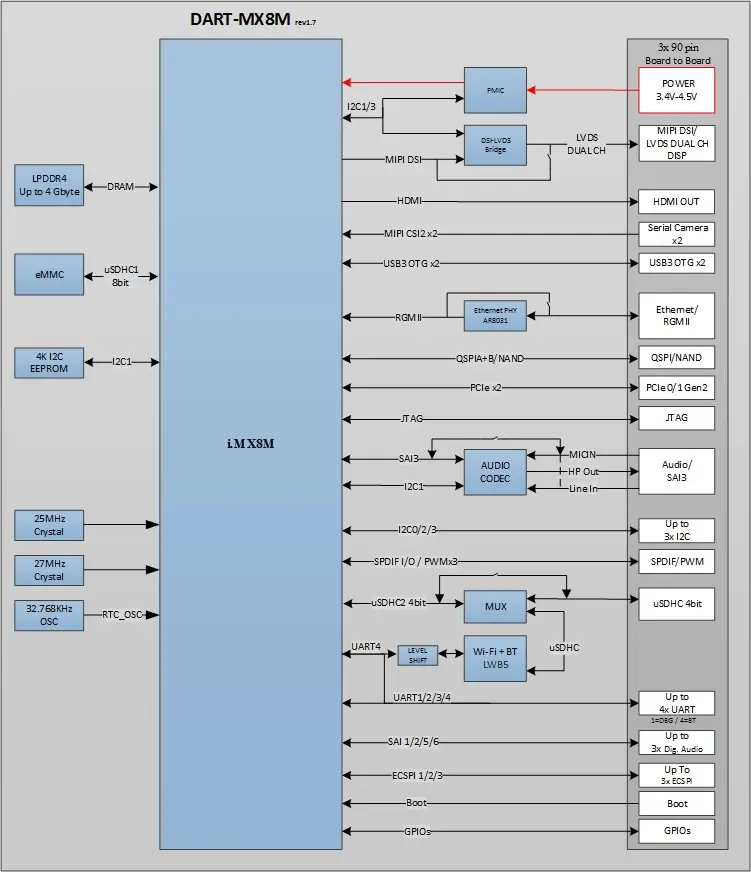 DART-MX8M rev1.7
3x 90 pin
Board to Board
PMIC
POWER
3.4V-4.5V
I2C1/3
DSI-LVDS
Bridge
LVDS
DUAL CH
MIPI DSI/
LVDS DUAL CH
DISP
MIPI DSI
LPDDR4
Up to 4 Gbyte
DRAM
HDMI
HDMI OUT
MIPI CSI2 x2
Serial Camera
x2
eMMC
uSDHC1
8bit
USB3 OTG x2
USB3 OTG x2
RGMII
Ethernet PHY
AR8031
Ethernet/
RGMII
4K I2C
EEPROM
I2C1
QSPIA+B/NAND
QSPI/NAND
PCIe x2
PCIe 0/1 Gen2
JTAG
JTAG
i.MX8M
SAI3
I2C1
AUDIO
CODEC
MICIN
HP Out
Line In
Audio/
SAI3
25MHz
Crystal
I2C0/2/3
Up to
3x I2C
27MHz
Crystal
SPDIF I/O / PWMx3
SPDIF/PWM
32.768KHz
OSC
RTC_OSC
uSDHC2 4bit
MUX
uSDHC 4bit
UART4
LEVEL
SHIFT
Wi-Fi + BT
LWB5
uSDHC
UART1/2/3/4
Up to
4x UART
1=DBG / 4=BT
SAI 1/2/5/6
Up to
3x Dig. Audio
ECSPI 1/2/3
Up To
3x ECSPI
Boot
Boot
GPIOs
GPIOs